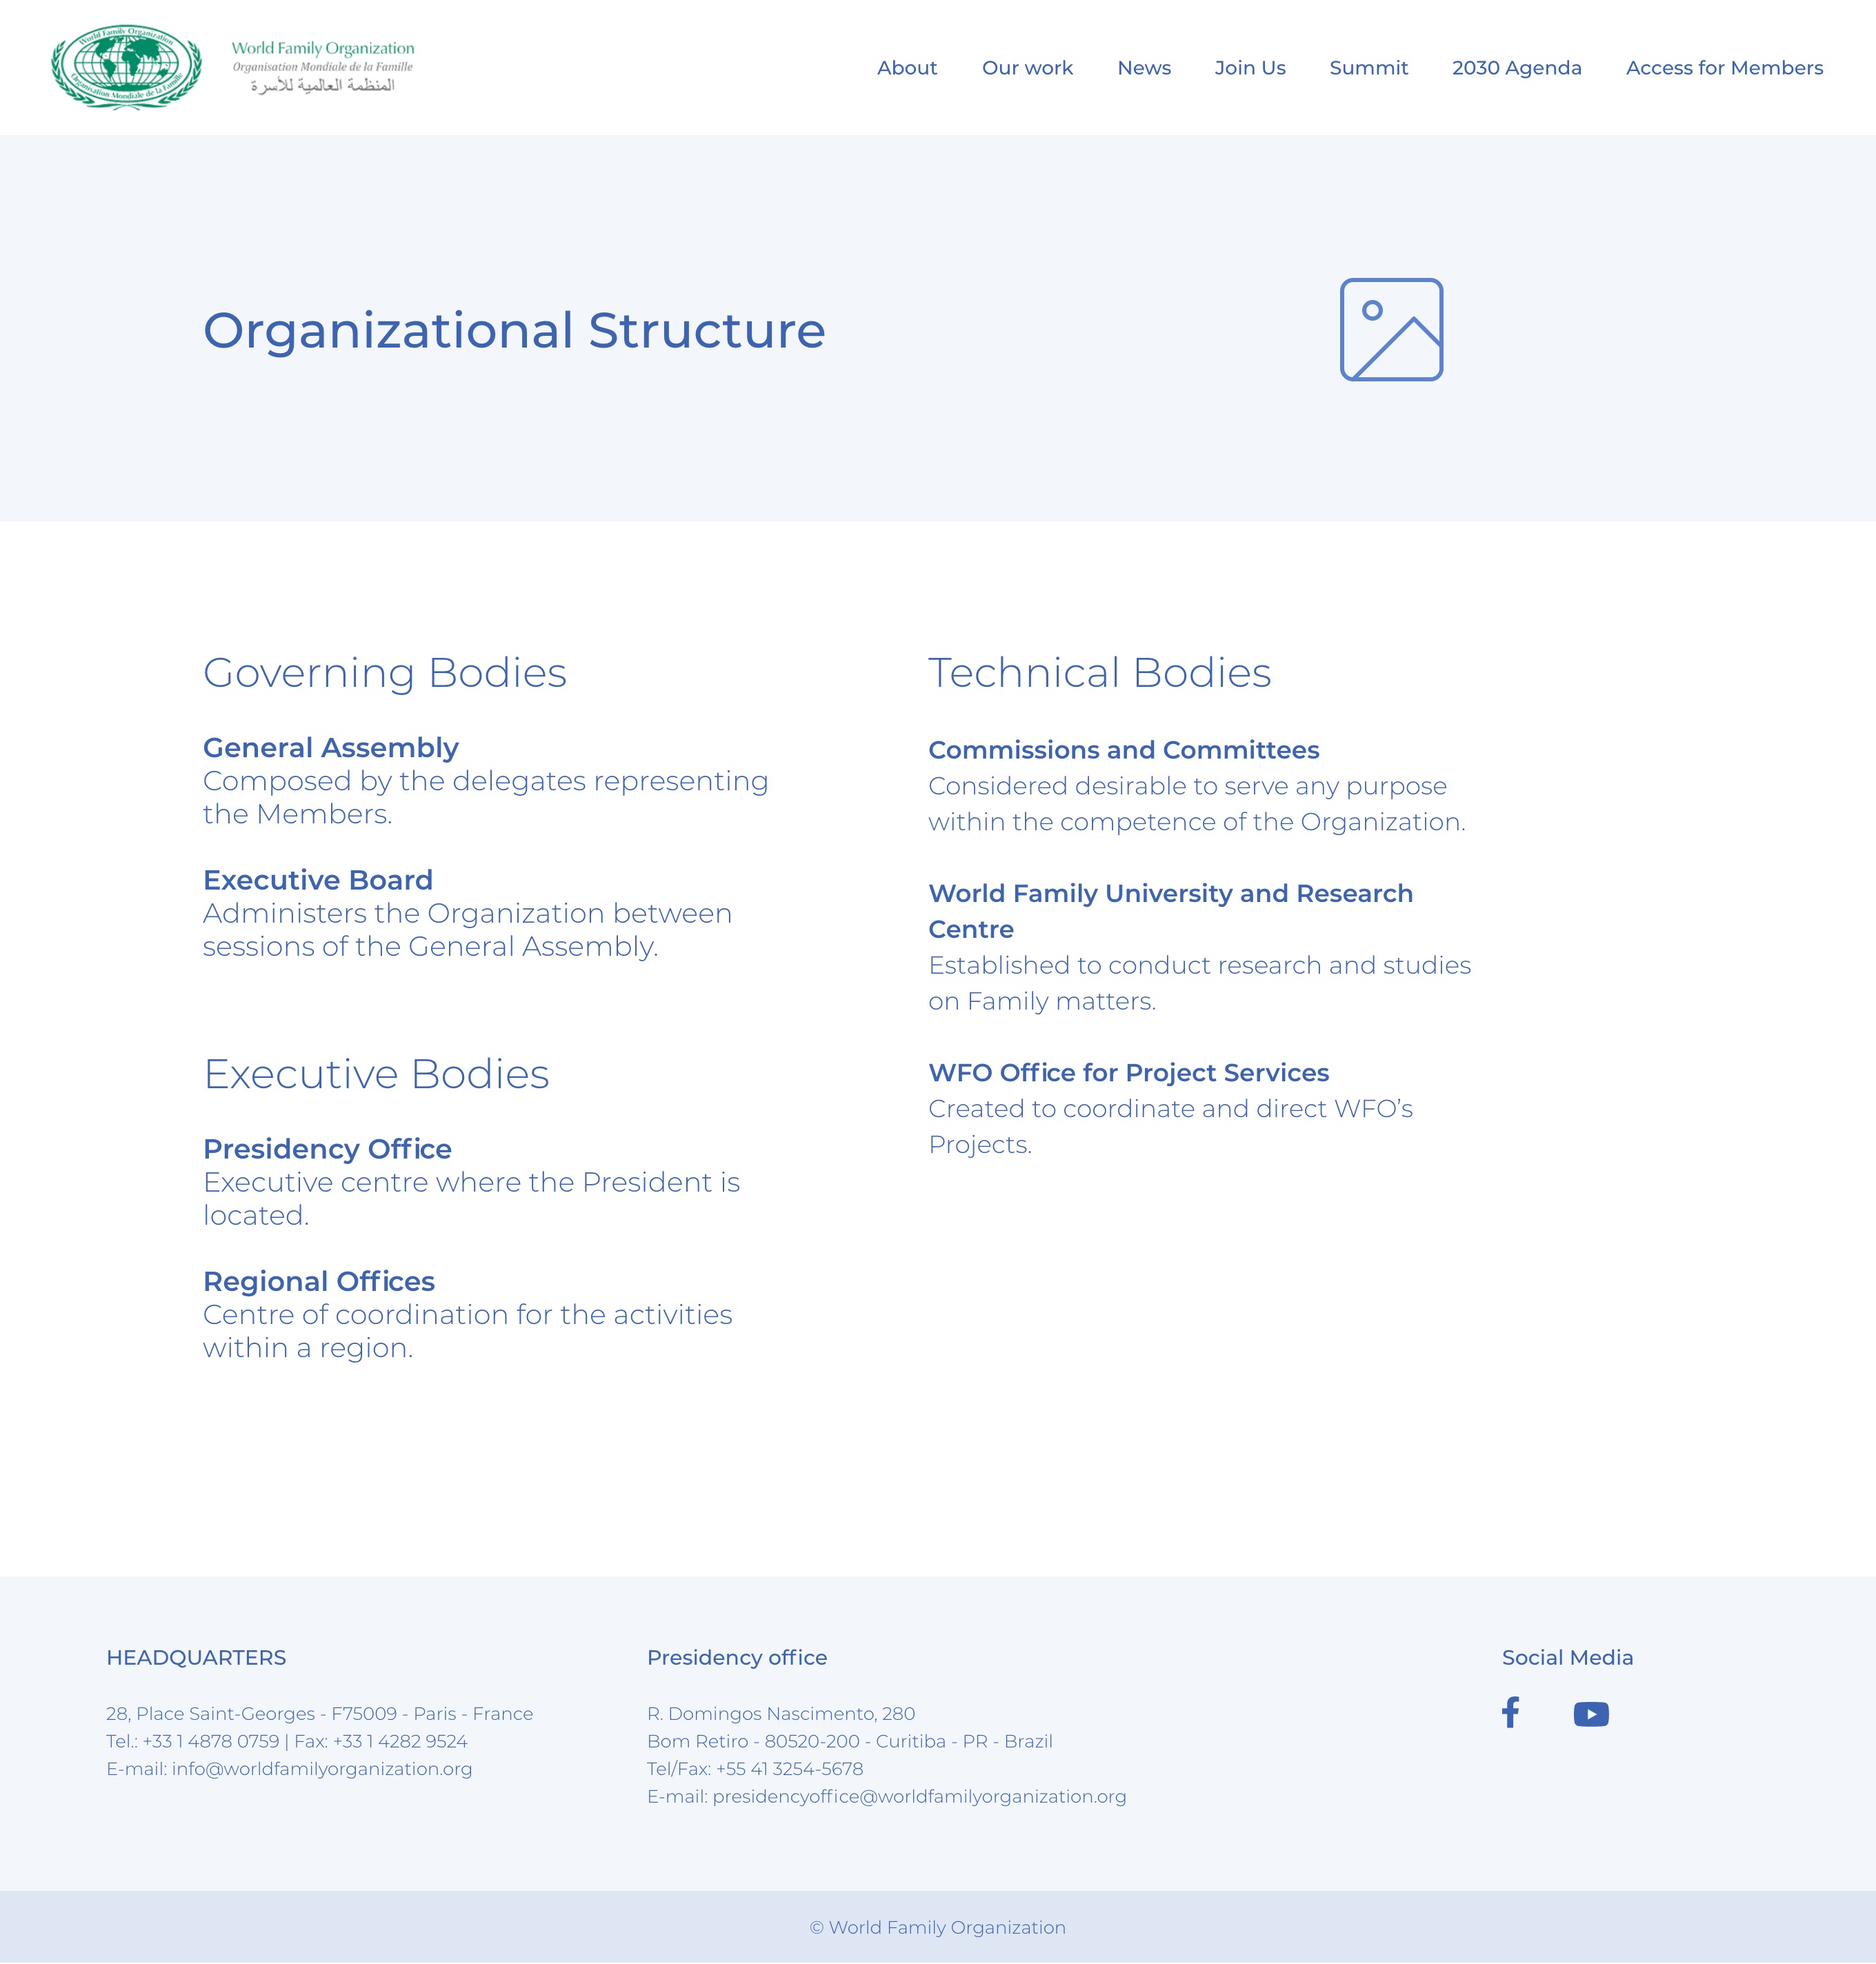 World Family Organization
Organisation Mondiale de la Famille
World Family Organization
Organisation Mondiale de la Famille
المنظمة العالمية للأسرة
About
Our work
News
Join Us
Summit
2030 Agenda
Access for Members
Organizational Structure
Governing Bodies
General Assembly
Composed by the delegates representing
the Members.
Executive Board
Administers the Organization between
sessions of the General Assembly.
Executive Bodies
Presidency Office
Executive centre where the President is
located.
Regional Offices
Centre of coordination for the activities
within a region.
Technical Bodies
Commissions and Committees
Considered desirable to serve any purpose
within the competence of the Organization.
World Family University and Research
Centre
Established to conduct research and studies
on Family matters.
WFO Office for Project Services
Created to coordinate and direct WFO’s
Projects.
HEADQUARTERS
28, Place Saint-Georges - F75009 - Paris - France
Tel.: +33 1 4878 0759 | Fax: +33 1 4282 9524
E-mail: info@worldfamilyorganization.org
Presidency office
R. Domingos Nascimento, 280
Bom Retiro - 80520-200 - Curitiba - PR - Brazil
Tel/Fax: +55 41 3254-5678
E-mail: presidencyoffice@worldfamilyorganization.org
Social Media
© World Family Organization